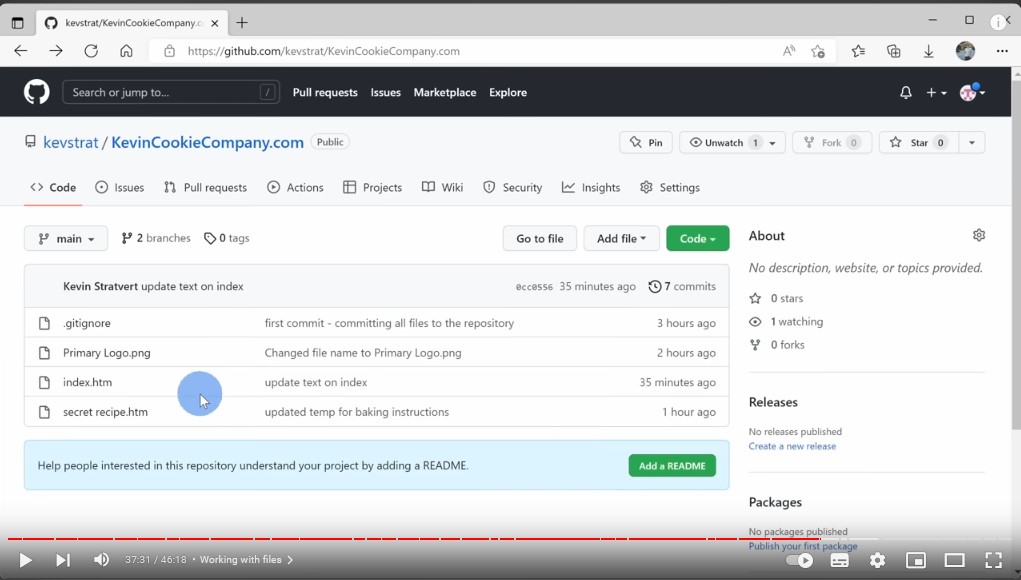 kevstrat/KevinCookieCompany.c
https://github.com/kevstrat/KevinCookieCompany.com
Search or jump to... /
Pull requests Issues Marketplace Explore
kevstrat / KevinCookieCompany.com Public
Pin Unwatch 1 Fork 0 Star 0
<> Code Issues Pull requests Actions Projects Wiki Security Insights Settings
main 2 branches 0 tags Go to file Add file Code
Kevin Stratvert update text on index 0cc0556 35 minutes ago 7 commits
.gitignore first commit - committing all files to the repository 3 hours ago
Primary Logo.png Changed file name to Primary Logo.png 2 hours ago
index.htm update text on index 35 minutes ago
secret recipe.htm updated temp for baking instructions 1 hour ago
Help people interested in this repository understand your project by adding a README. Add a README
About
No description, website, or topics provided.
0 stars
1 watching
0 forks
Releases
No releases published
Create a new release
Packages
No packages published
Publish your first package
37:31 / 46:18 • Working with files >